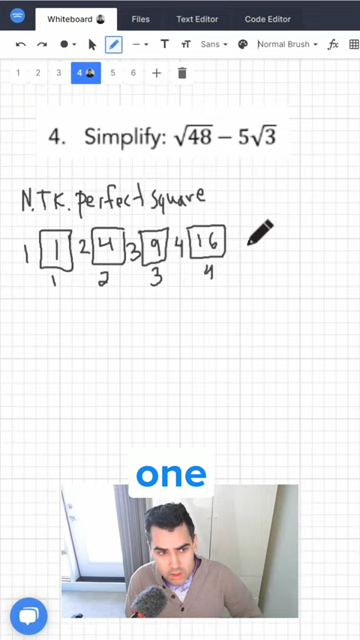 Whiteboard Files Text Editor Code Editor
T тT Sans Normal Brush fx
1 2 3 4 5 6 +
4. Simplify: √48 − 5√3
N.T.K. perfect square
1 1 2 4 3 9 4 16
1 2 3 4
one